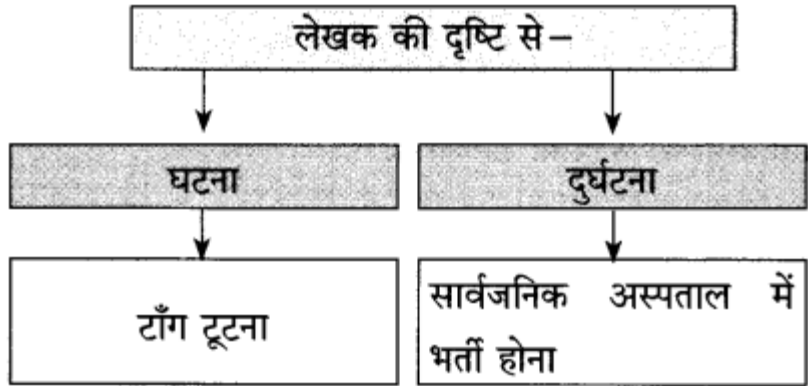 लेखक की दृष्टि से–
घटना
दुर्घटना
टाँग टूटना
सार्वजनिक अस्पताल में
भर्ती होना